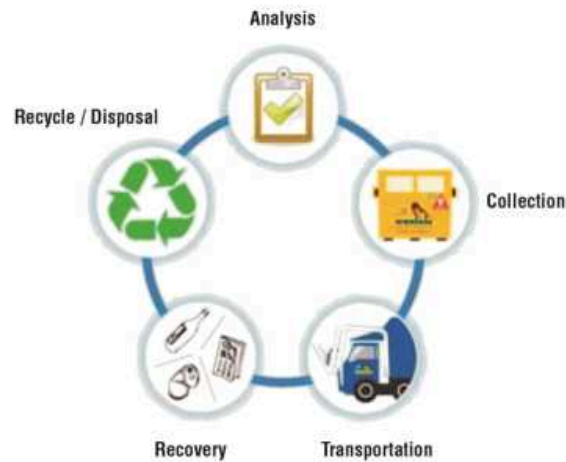 Analysis
Recycle / Disposal
Collection
Recovery
Transportation